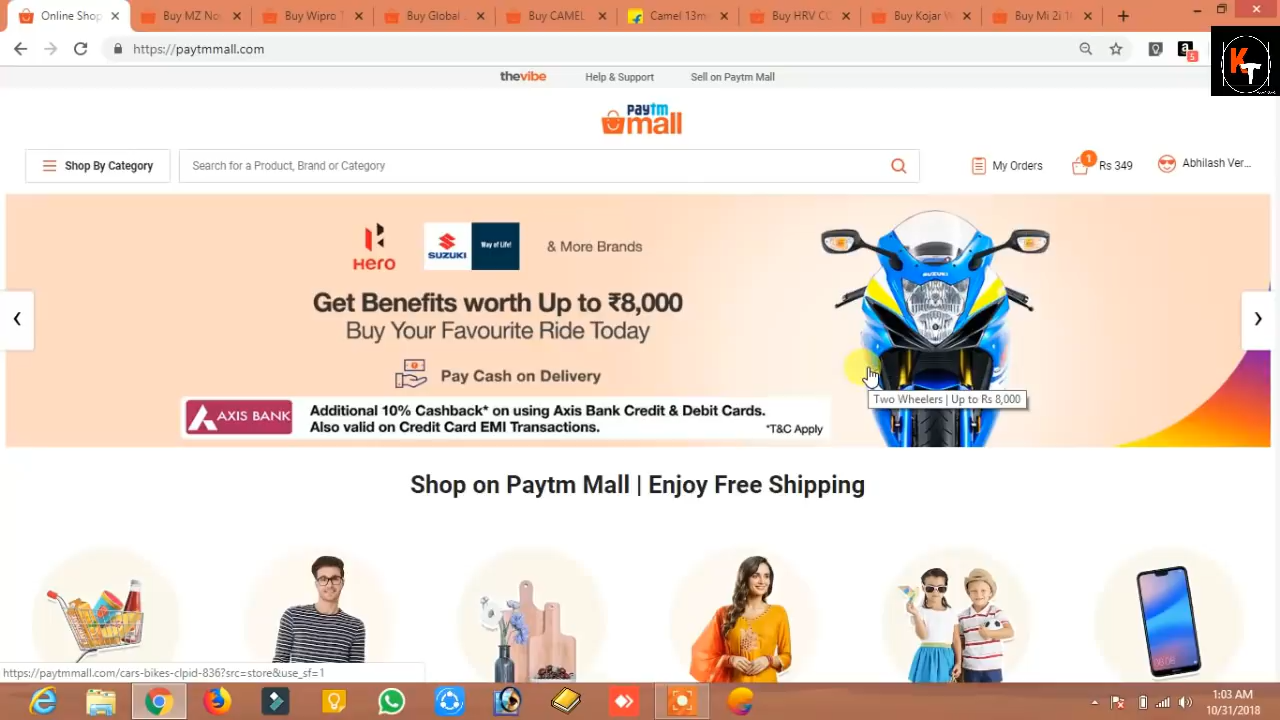 Online Shop
Buy MZ No
Buy Wipro 1
Buy Global
Buy CAMEL
Camel 13m
Buy HRV CO
Buy Kojar W
Buy Mi 2i 1
https://paytmmall.com
5
KT
thevibe
Help & Support
Sell on Paytm Mall
paytm
mall
Shop By Category
Search for a Product, Brand or Category
My Orders
1
Rs 349
Abhilash Ver...
Hero
SUZUKI
Way of Life!
& More Brands
Get Benefits worth Up to ₹8,000
Buy Your Favourite Ride Today
Pay Cash on Delivery
SUZUKI
Two Wheelers | Up to Rs 8,000
AXIS BANK
Additional 10% Cashback* on using Axis Bank Credit & Debit Cards.
Also valid on Credit Card EMI Transactions.
*T&C Apply
Shop on Paytm Mall | Enjoy Free Shipping
https://paytmmall.com/cars-bikes-clpid-836?src=store&use_sf=1
1:03 AM
10/31/2018